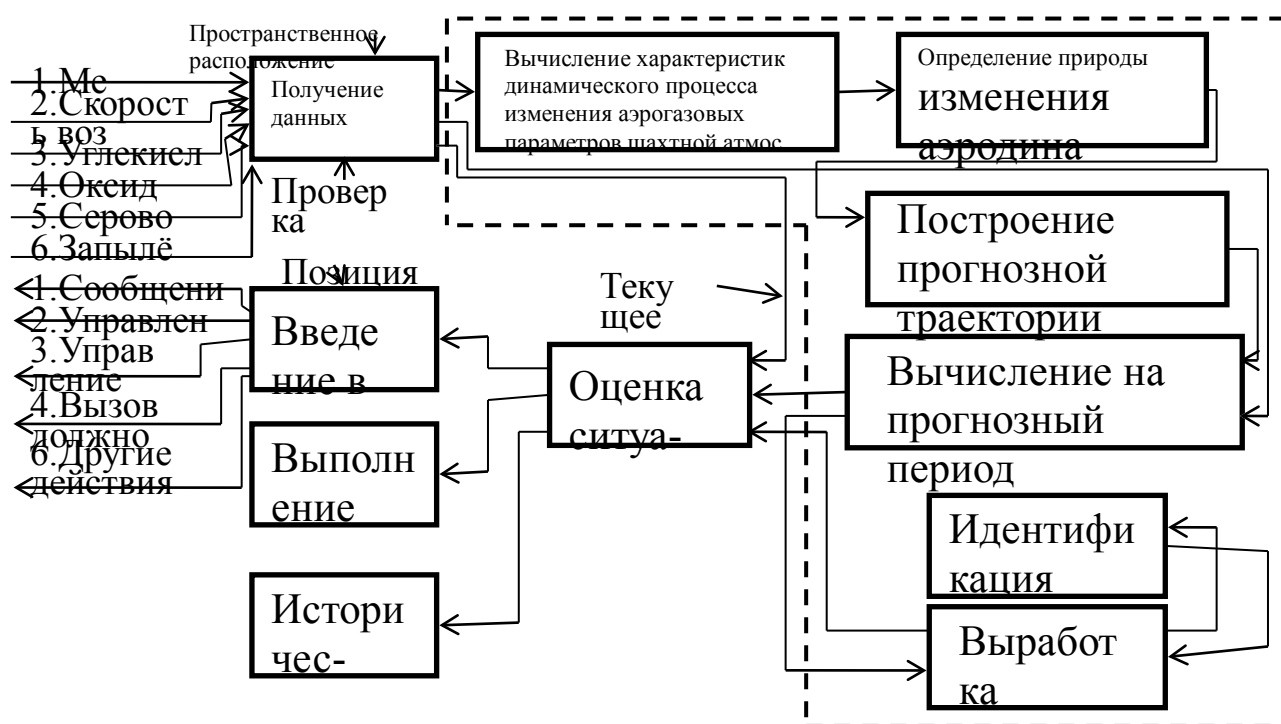 Пространственное
расположение
1.Ме
2.Скорост
ь воз
3.Углекисл
4.Оксид
5.Серово
6.Запылё
Получение
данных
Провер
ка
Вычисление характеристик
динамического процесса
изменения аэрогазовых
параметров шахтной атмос
Определение природы
изменения
аэродина
Построение
прогнозной
траектории
Вычисление на
прогнозный
период
Идентифи
кация
Выработ
ка
Теку
щее
Оценка
ситуа-
Позиция
Введе
ние в
Выполн
ение
Истори
чес-
1.Сообщени
2.Управлен
3.Управ
ление
4.Вызов
должно
6.Другие
действия